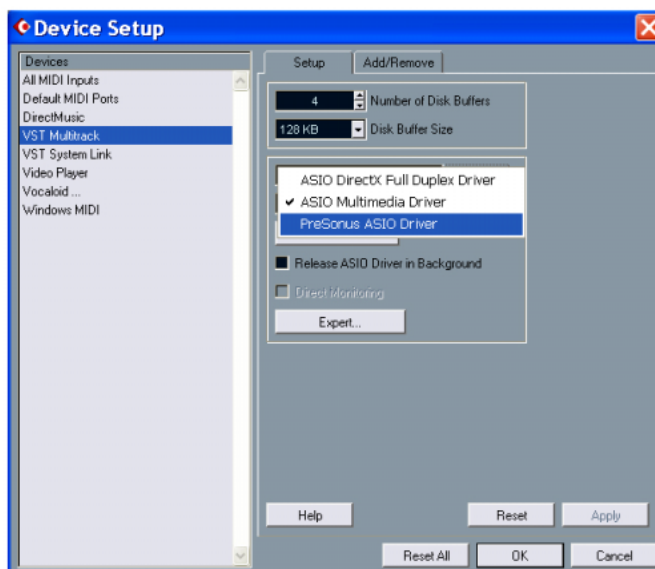 Device Setup
Devices
All MIDI Inputs
Default MIDI Ports
DirectMusic
VST Multitrack
VST System Link
Video Player
Vocaloid ...
Windows MIDI
Setup
Add/Remove
4
Number of Disk Buffers
128 KB
Disk Buffer Size
ASIO DirectX Full Duplex Driver
ASIO Multimedia Driver
PreSonus ASIO Driver
Release ASIO Driver in Background
Direct Monitoring
Expert...
Help
Reset
Apply
Reset All
OK
Cancel